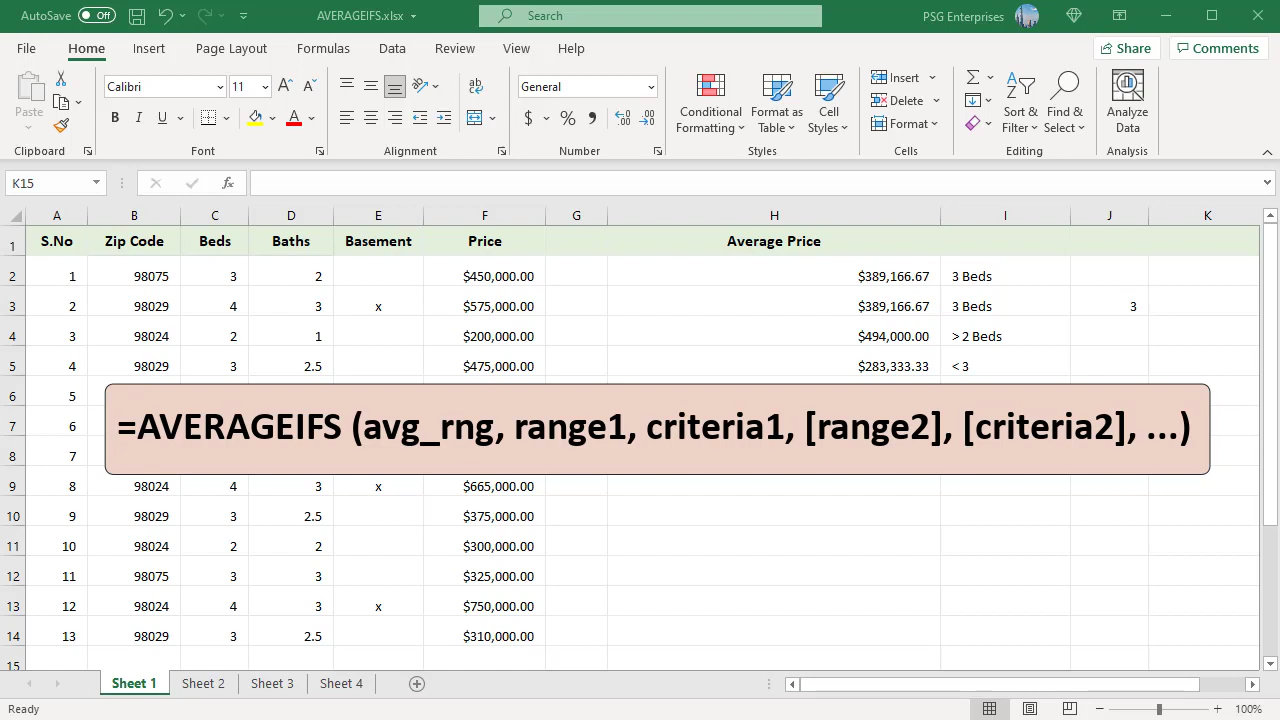 AutoSave Off AVERAGEIFS.xlsx Search PSG Enterprises
File Home Insert Page Layout Formulas Data Review View Help Share Comments
Paste Calibri 11 General Conditional Formatting Format as Table Cell Styles Insert Delete Format Sort & Filter Find & Select Analyze Data
B I U A $ % ,
Clipboard Font Alignment Number Styles Cells Editing Analysis
K15 fx
A B C D E F G H I J K
1 S.No Zip Code Beds Baths Basement Price Average Price
2 1 98075 3 2 $450,000.00 $389,166.67 3 Beds
3 2 98029 4 3 x $575,000.00 $389,166.67 3 Beds 3
4 3 98024 2 1 $200,000.00 $494,000.00 > 2 Beds
5 4 98029 3 2.5 $475,000.00 $283,333.33 < 3
6 5
7 6
8 7
=AVERAGEIFS (avg_rng, range1, criteria1, [range2], [criteria2], ...)
9 8 98024 4 3 x $665,000.00
10 9 98029 3 2.5 $375,000.00
11 10 98024 2 2 $300,000.00
12 11 98075 3 3 $325,000.00
13 12 98024 4 3 x $750,000.00
14 13 98029 3 2.5 $310,000.00
15
Sheet 1 Sheet 2 Sheet 3 Sheet 4
Ready 100%